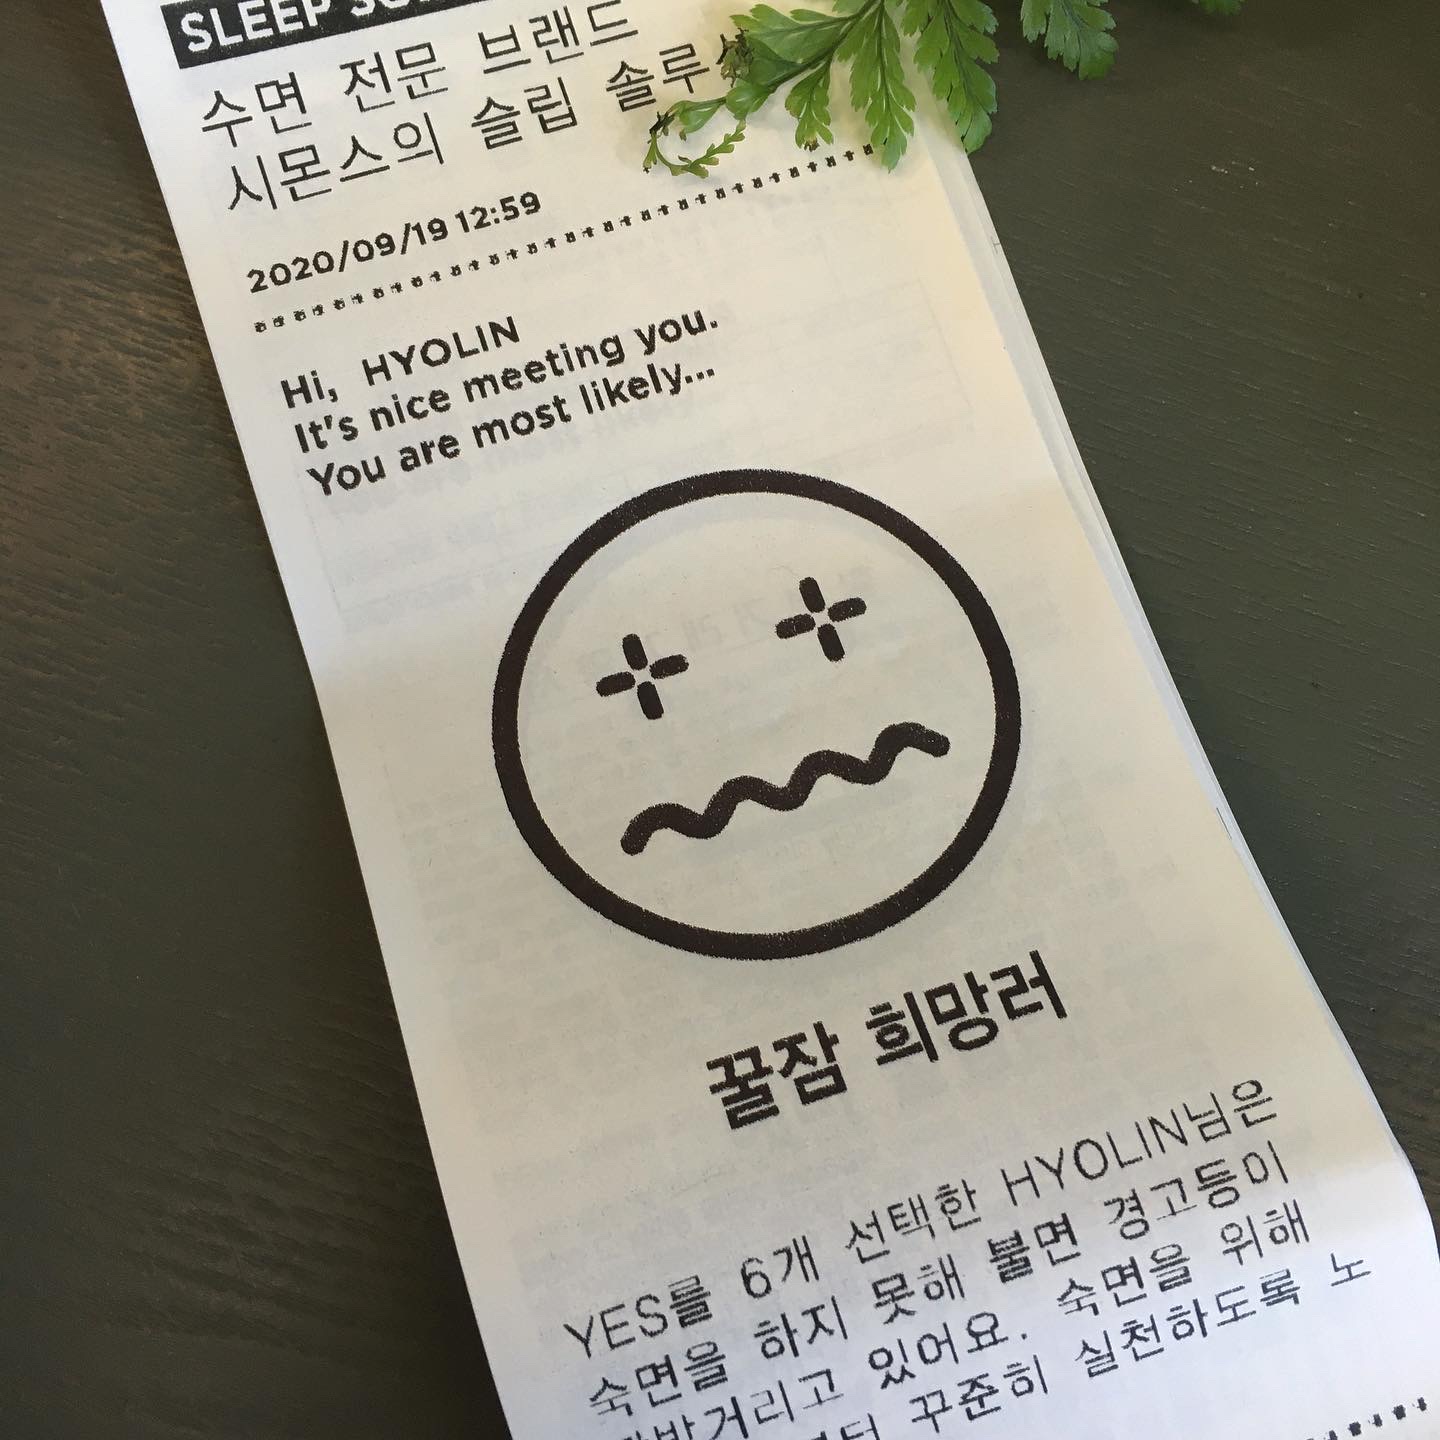 SLEEP
수면 전문 브랜드
시몬스의 슬립 솔루션
2020/09/19 12:59
Hi, HYOLIN
It's nice meeting you.
You are most likely...
꿀잠 희망러
YES를 6개 선택한 HYOLIN님은
숙면을 하지 못해 불면 경고등이
깜박거리고 있어요. 숙면을 위해
꾸준히 실천하도록 노